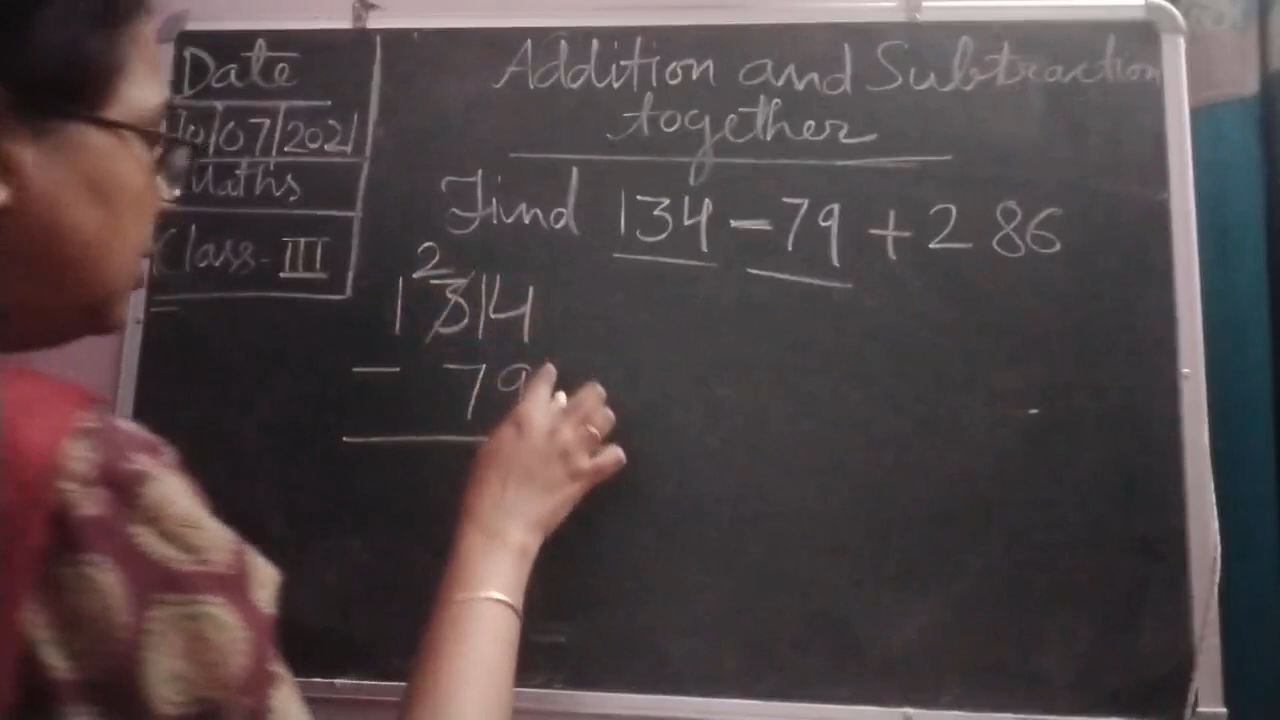 Date
10/07/2021
Maths
Class-III
Addition and Subtraction
together
Find 134-79+286
2
1 3 14
- 79